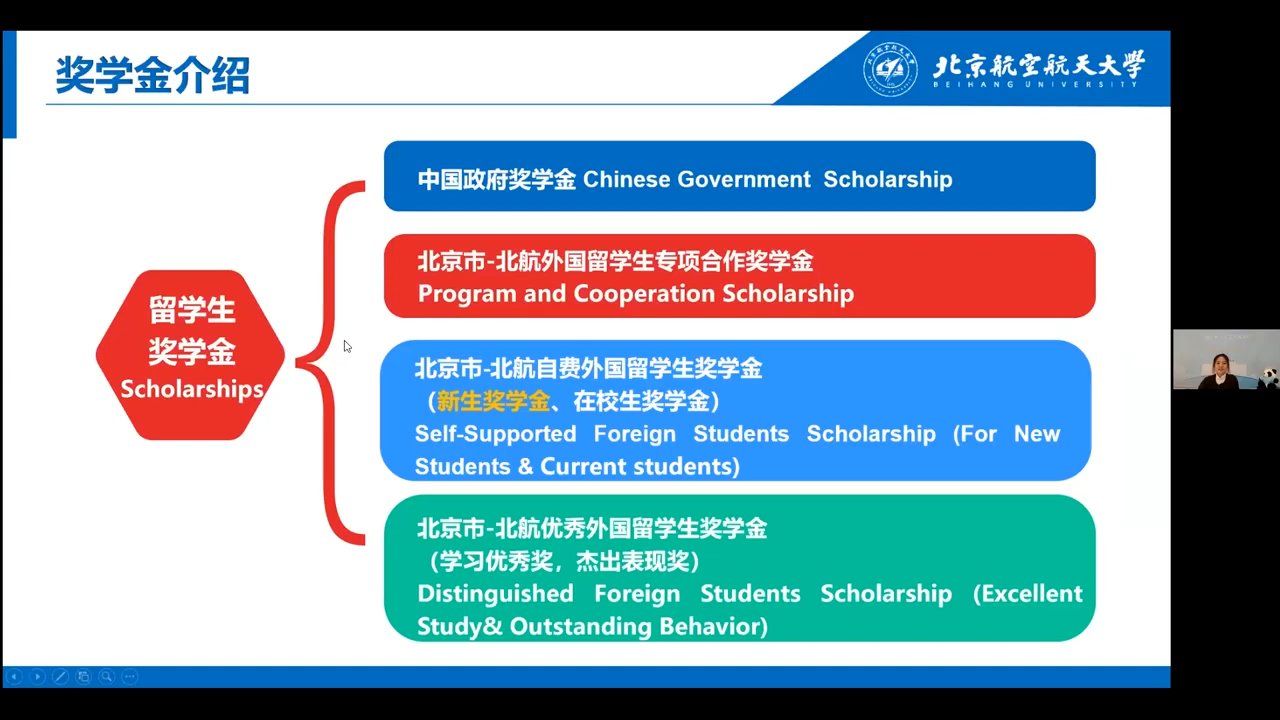 奖学金介绍
北京航空航天大学
BEIHANG UNIVERSITY
中国政府奖学金 Chinese Government Scholarship
北京市-北航外国留学生专项合作奖学金
Program and Cooperation Scholarship
留学生
奖学金
Scholarships
北京市-北航自费外国留学生奖学金
（新生奖学金、在校生奖学金）
Self-Supported Foreign Students Scholarship (For New
Students & Current students)
北京市-北航优秀外国留学生奖学金
（学习优秀奖，杰出表现奖）
Distinguished Foreign Students Scholarship (Excellent
Study& Outstanding Behavior)